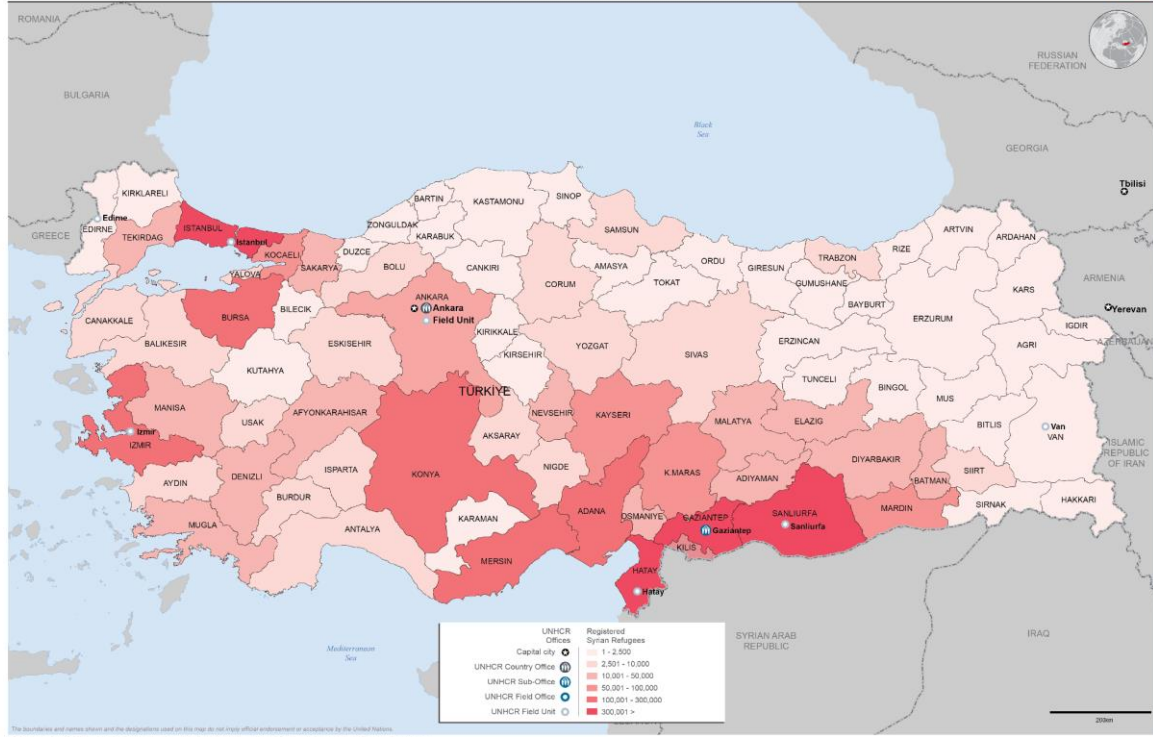 ROMANIA
RUSSIAN
FEDERATION
BULGARIA
Black
Sea
GEORGIA
Tbilisi
KIRKLARELI
Edirne
EDIRNE
GREECE
TEKIRDAG
ISTANBUL
Istanbul
KOCAELI
YALOVA
SAKARYA
DUZCE
ZONGULDAK
BARTIN
KARABUK
KASTAMONU
SINOP
SAMSUN
BOLU
CANKIRI
CORUM
AMASYA
TOKAT
ORDU
GIRESUN
TRABZON
GUMUSHANE
BAYBURT
RIZE
ARTVIN
ARDAHAN
KARS
ARMENIA
Yerevan
AZERBAIJAN
IGDIR
AGRI
ERZURUM
ERZINCAN
CANAKKALE
BALIKESIR
BURSA
BILECIK
ESKISEHIR
KUTAHYA
ANKARA
Ankara
Field Unit
KIRIKKALE
KIRSEHIR
YOZGAT
SIVAS
TUNCELI
BINGOL
MUS
BITLIS
Van
VAN
ISLAMIC
REPUBLIC
OF IRAN
TÜRKİYE
MANISA
Izmir
IZMIR
USAK
AFYONKARAHISAR
AKSARAY
NEVSEHIR
KAYSERI
MALATYA
ELAZIG
DIYARBAKIR
BATMAN
SIIRT
SIRNAK
HAKKARI
AYDIN
DENIZLI
ISPARTA
BURDUR
MUGLA
ANTALYA
KONYA
KARAMAN
NIGDE
MERSIN
ADANA
OSMANIYE
K.MARAS
ADIYAMAN
GAZIANTEP
Gaziantep
KILIS
SANLIURFA
Sanliurfa
MARDIN
HATAY
Hatay
SYRIAN ARAB
REPUBLIC
IRAQ
Mediterranean
Sea
UNHCR
Offices
Capital city
UNHCR Country Office
UNHCR Sub-Office
UNHCR Field Office
UNHCR Field Unit
Registered
Syrian Refugees
1 - 2,500
2,501 - 10,000
10,001 - 50,000
50,001 - 100,000
100,001 - 300,000
300,001 >
200km
The boundaries and names shown and the designations used on this map do not imply official endorsement or acceptance by the United Nations.